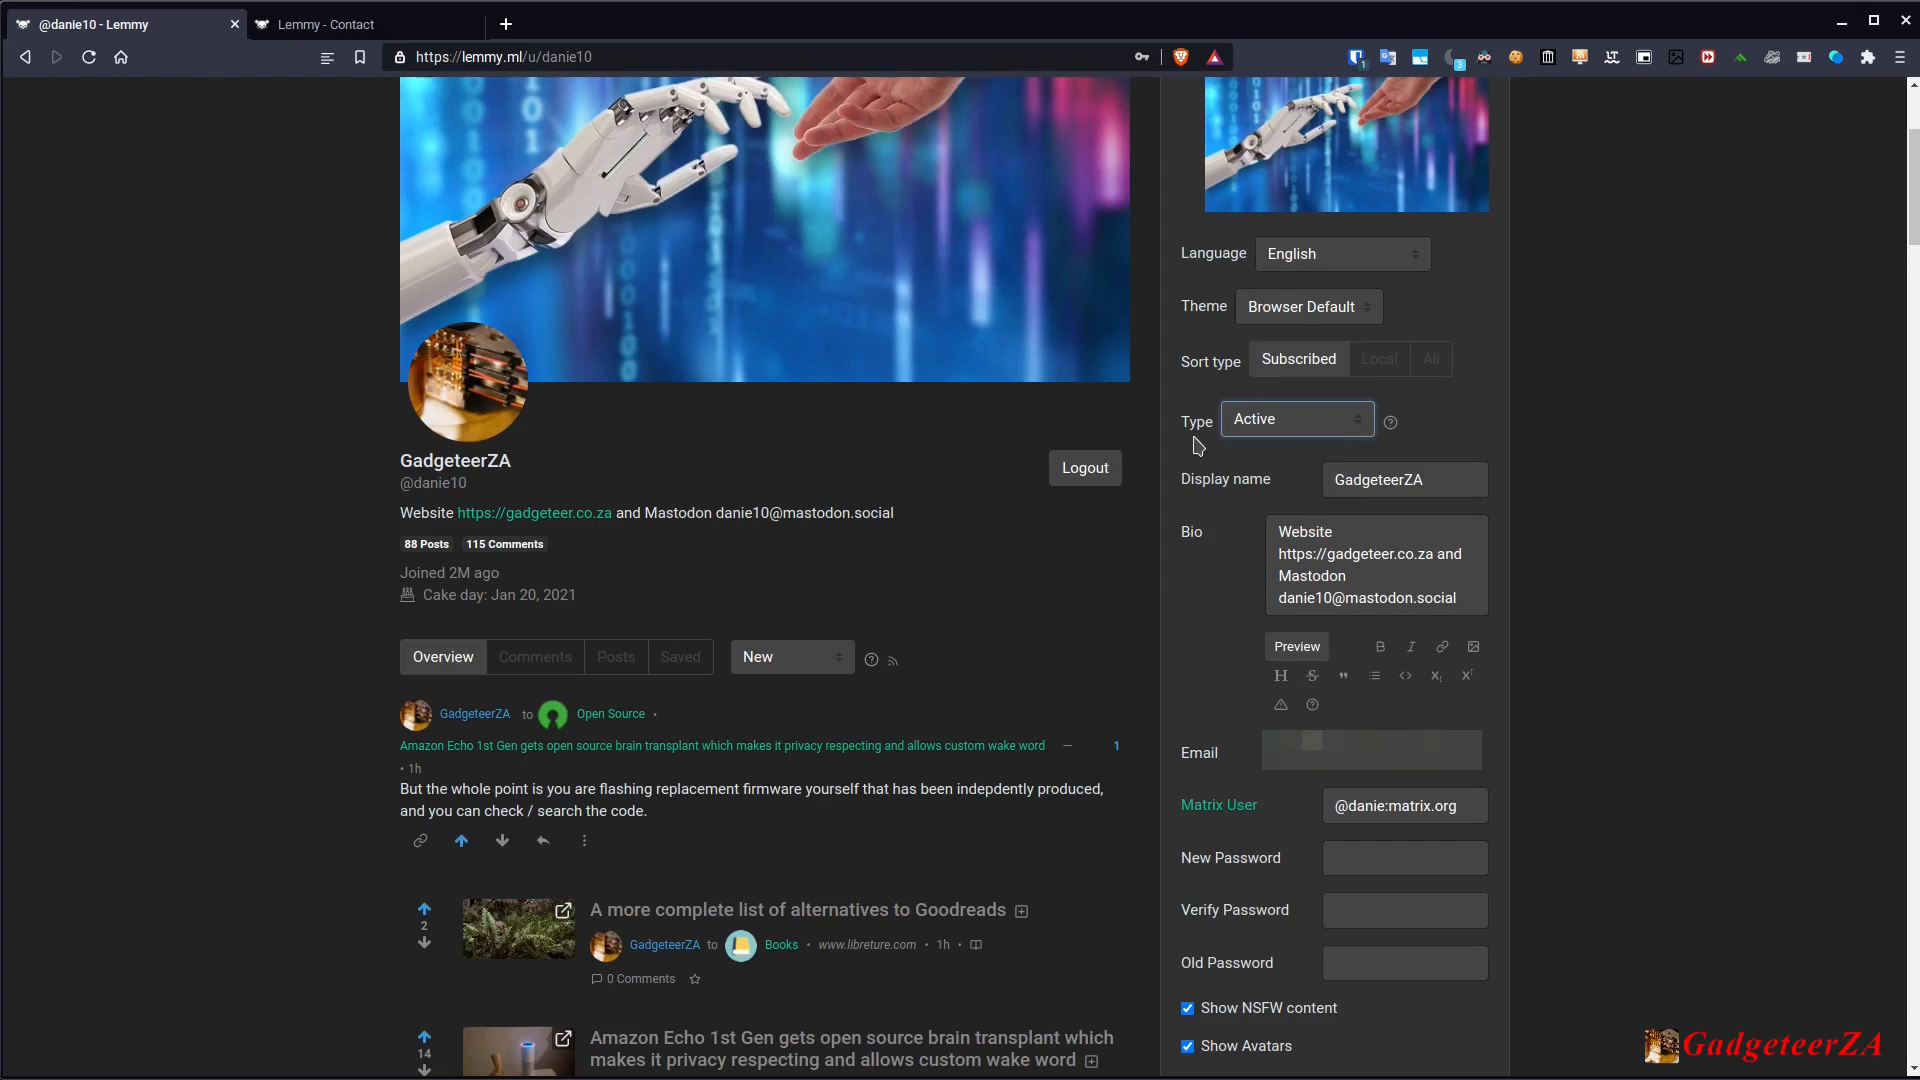 @danie10 - Lemmy
Lemmy - Contact
https://lemmy.ml/u/danie10
1
3
GadgeteerZA
@danie10
Logout
Website https://gadgeteer.co.za and Mastodon danie10@mastodon.social
88 Posts 115 Comments
Joined 2M ago
Cake day: Jan 20, 2021
Overview Comments Posts Saved New
GadgeteerZA to Open Source •
Amazon Echo 1st Gen gets open source brain transplant which makes it privacy respecting and allows custom wake word — 1
• 1h
But the whole point is you are flashing replacement firmware yourself that has been indepdently produced,
and you can check / search the code.
2
A more complete list of alternatives to Goodreads
GadgeteerZA to Books • www.libreture.com • 1h •
0 Comments
14
Amazon Echo 1st Gen gets open source brain transplant which
makes it privacy respecting and allows custom wake word
Language English
Theme Browser Default
Sort type Subscribed Local All
Type Active
Display name GadgeteerZA
Bio
Website
https://gadgeteer.co.za and
Mastodon
danie10@mastodon.social
Preview
Email
Matrix User @danie:matrix.org
New Password
Verify Password
Old Password
Show NSFW content
Show Avatars
GadgeteerZA